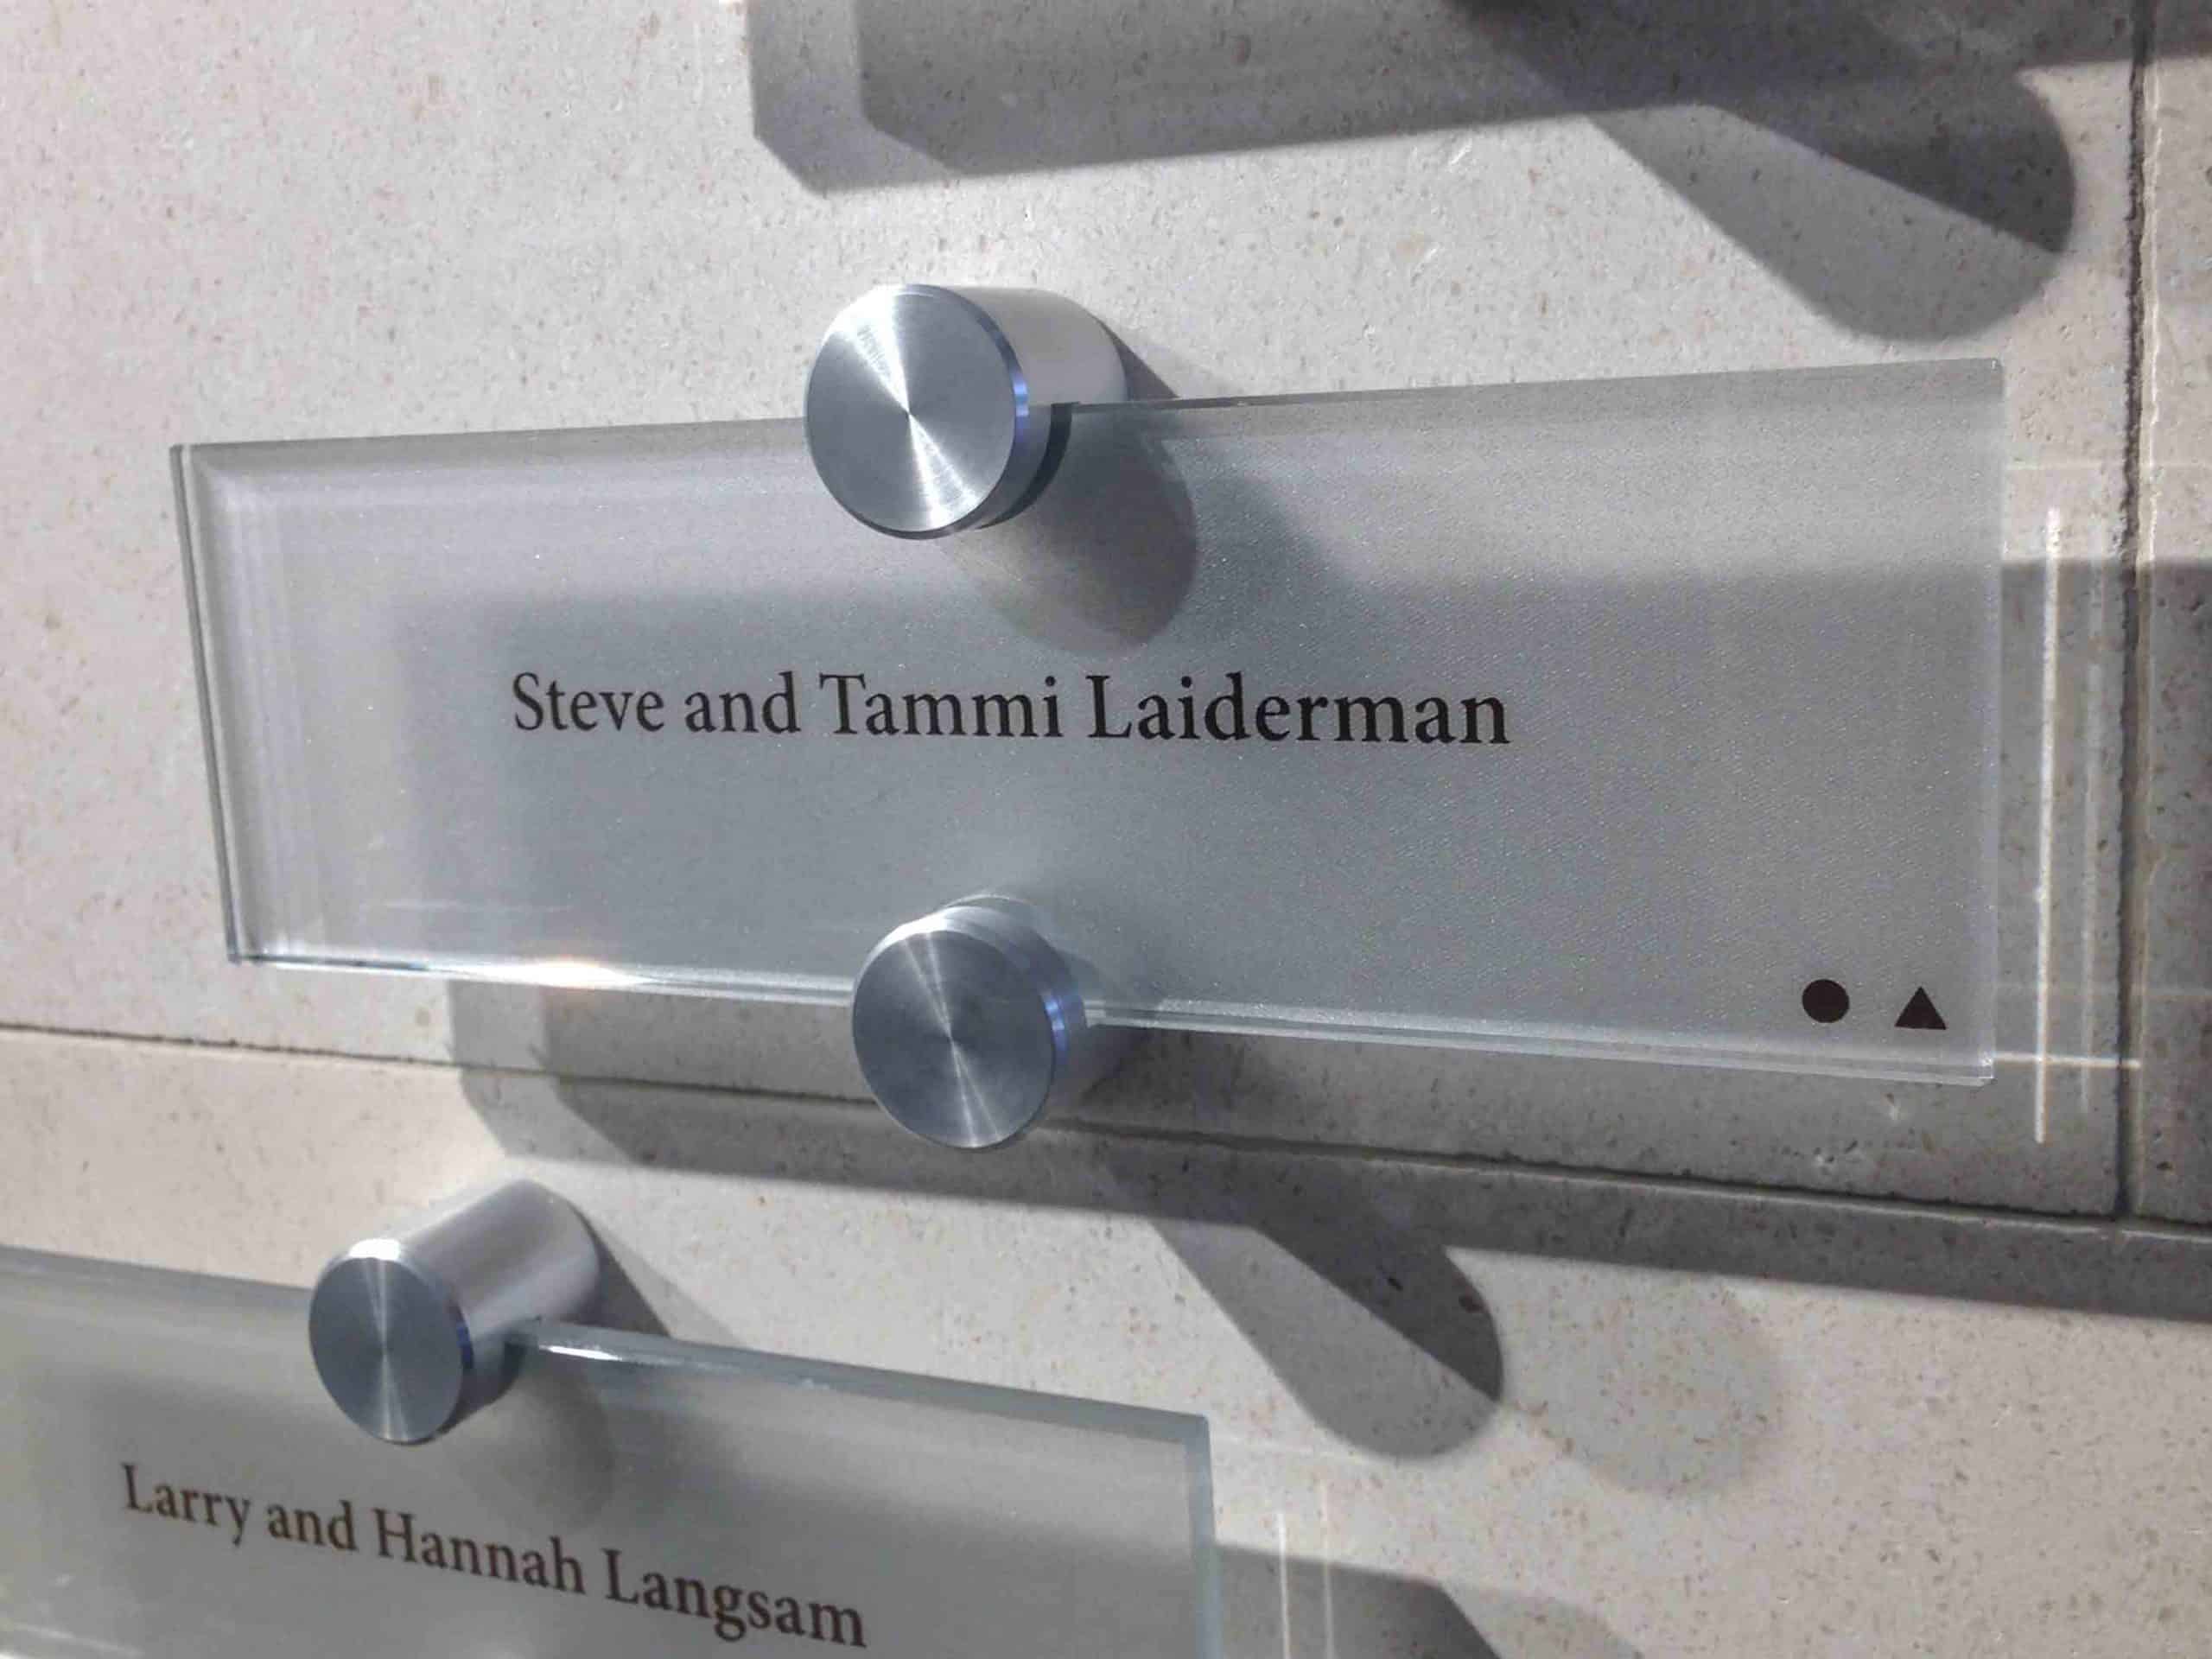 Steve and Tammi Laiderman
Larry and Hannah Langsam